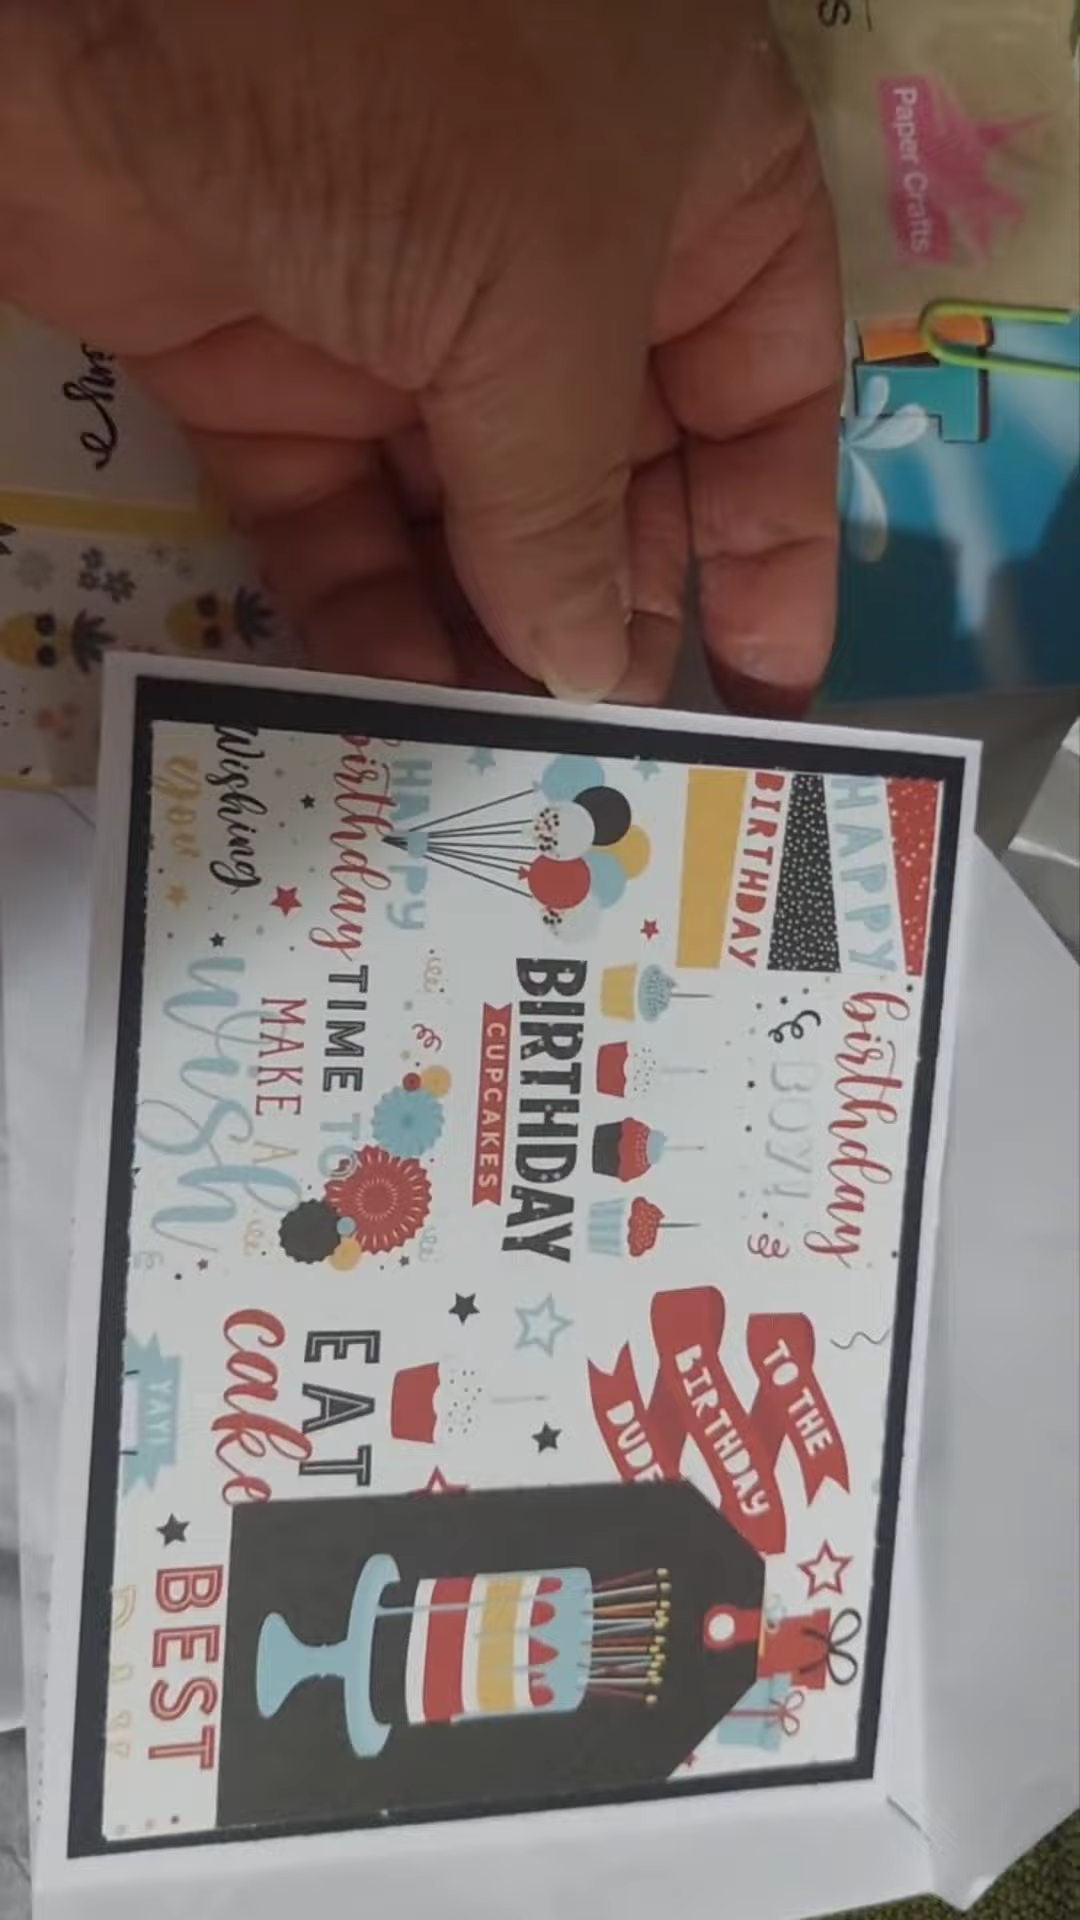 Paper Crafts
HAPPY
BIRTHDAY
birthday
BOY!
TO THE
BIRTHDAY
DUDE
BIRTHDAY
CUPCAKES
HAPPY
birthday
Wishing
you
TIME TO
MAKE A
wish
EAT
cake
YAY!
BEST